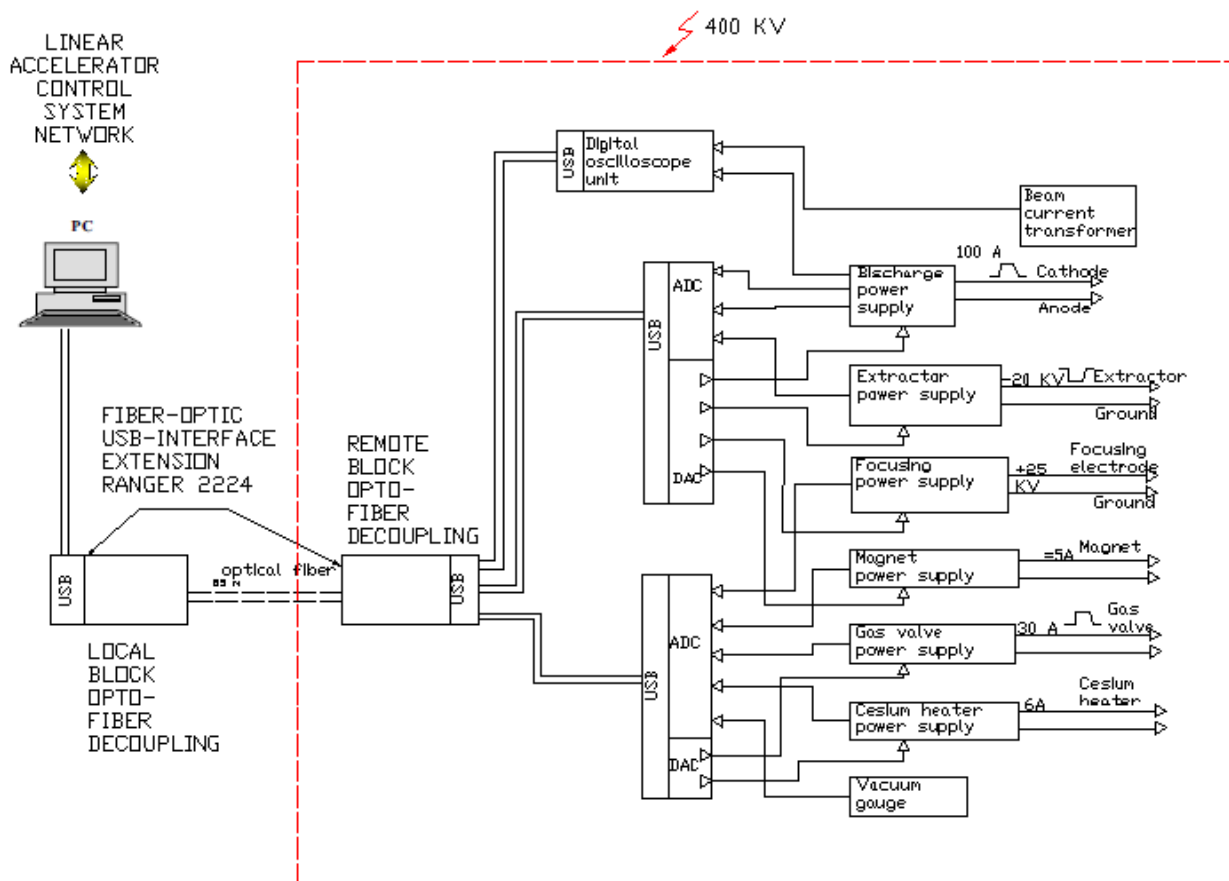 400 KV
LINEAR
ACCELERATOR
CONTROL
SYSTEM
NETWORK
PC
USB
Digital
oscilloscope
unit
Beam
current
transformer
USB
ADC
DAC
Discharge
power
supply
100 A
Cathode
Anode
Extractor
power supply
-20 KV
Extractor
Ground
Focusing
power supply
+25
KV
Focusing
electrode
Ground
FIBER-OPTIC
USB-INTERFACE
EXTENSION
RANGER 2224
REMOTE
BLOCK
OPTO-
FIBER
DECOUPLING
USB
optical fiber
USB
LOCAL
BLOCK
OPTO-
FIBER
DECOUPLING
USB
ADC
DAC
Magnet
power supply
=5A
Magnet
Gas valve
power supply
30 A
Gas
valve
Cesium heater
power supply
6A
Cesium
heater
Vacuum
gauge